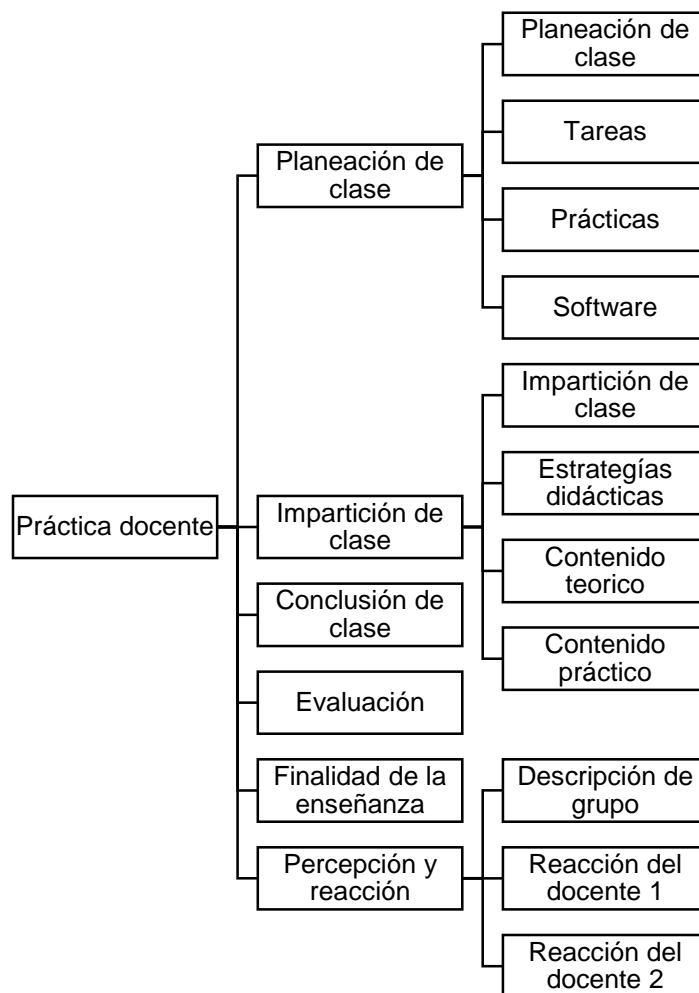 Práctica docente
Planeación de
clase
Planeación de
clase
Tareas
Prácticas
Software
Impartición de
clase
Impartición de
clase
Estrategías
didácticas
Contenido
teorico
Contenido
práctico
Conclusión de
clase
Evaluación
Finalidad de la
enseñanza
Percepción y
reacción
Descripción de
grupo
Reacción del
docente 1
Reacción del
docente 2